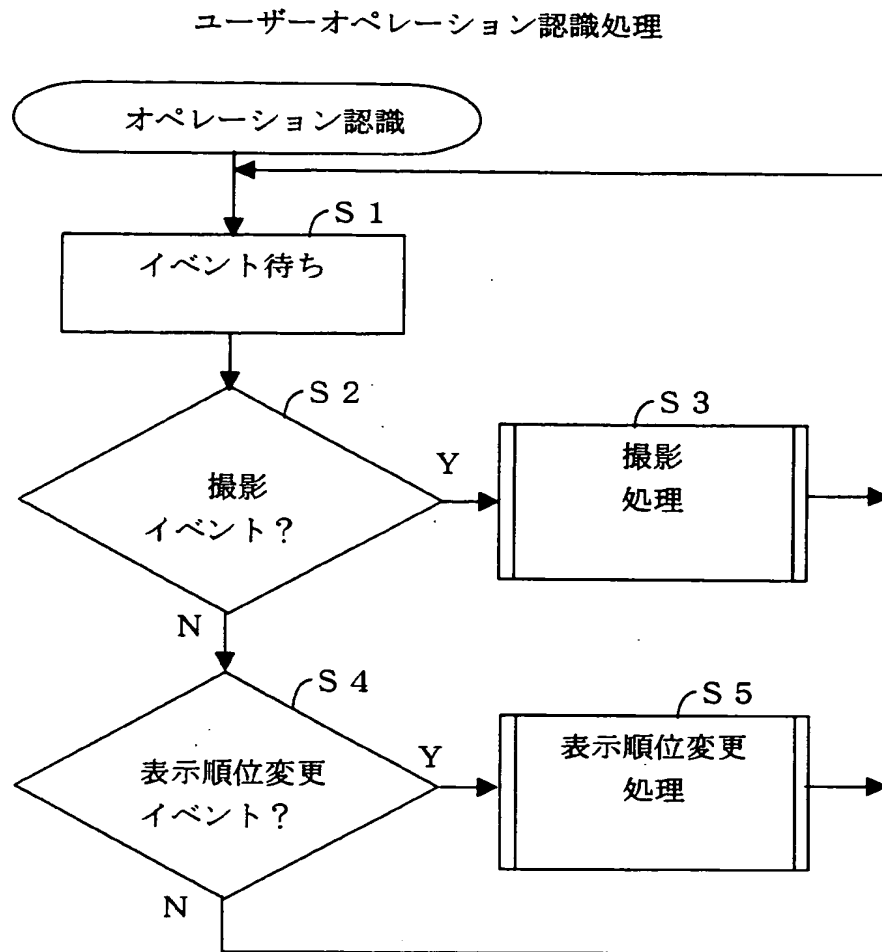 ユーザーオペレーション認識処理
オペレーション認識
S 1
イベント待ち
S 2
撮影
イベント？
Y
N
S 3
撮影
処理
S 4
表示順位変更
イベント？
Y
N
S 5
表示順位変更
処理